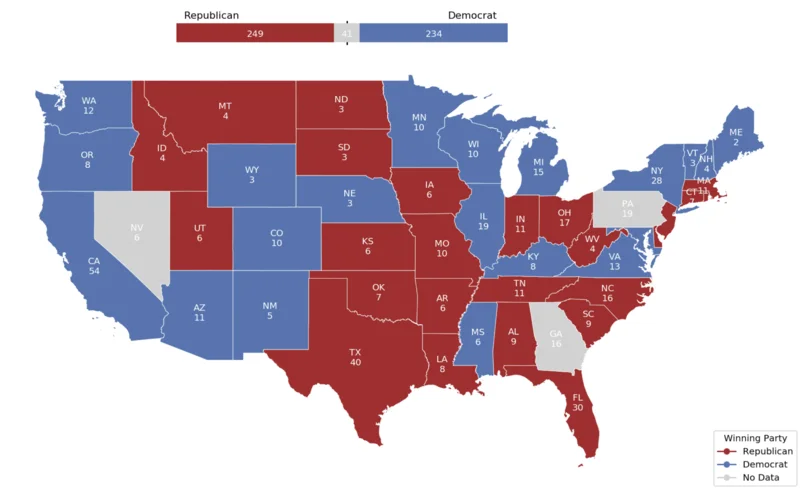 Republican
Democrat
249
41
234
WA
12
OR
8
CA
54
NV
6
ID
4
MT
4
WY
3
UT
6
CO
10
AZ
11
NM
5
ND
3
SD
3
NE
3
KS
6
OK
7
TX
40
MN
10
IA
6
MO
10
AR
6
LA
8
WI
10
IL
19
MI
15
IN
11
OH
17
KY
8
TN
11
MS
6
AL
9
GA
16
FL
30
SC
9
NC
16
VA
13
WV
4
PA
19
NY
28
VT
3
NH
4
ME
2
MA
11
CT
7
Winning Party
Republican
Democrat
No Data